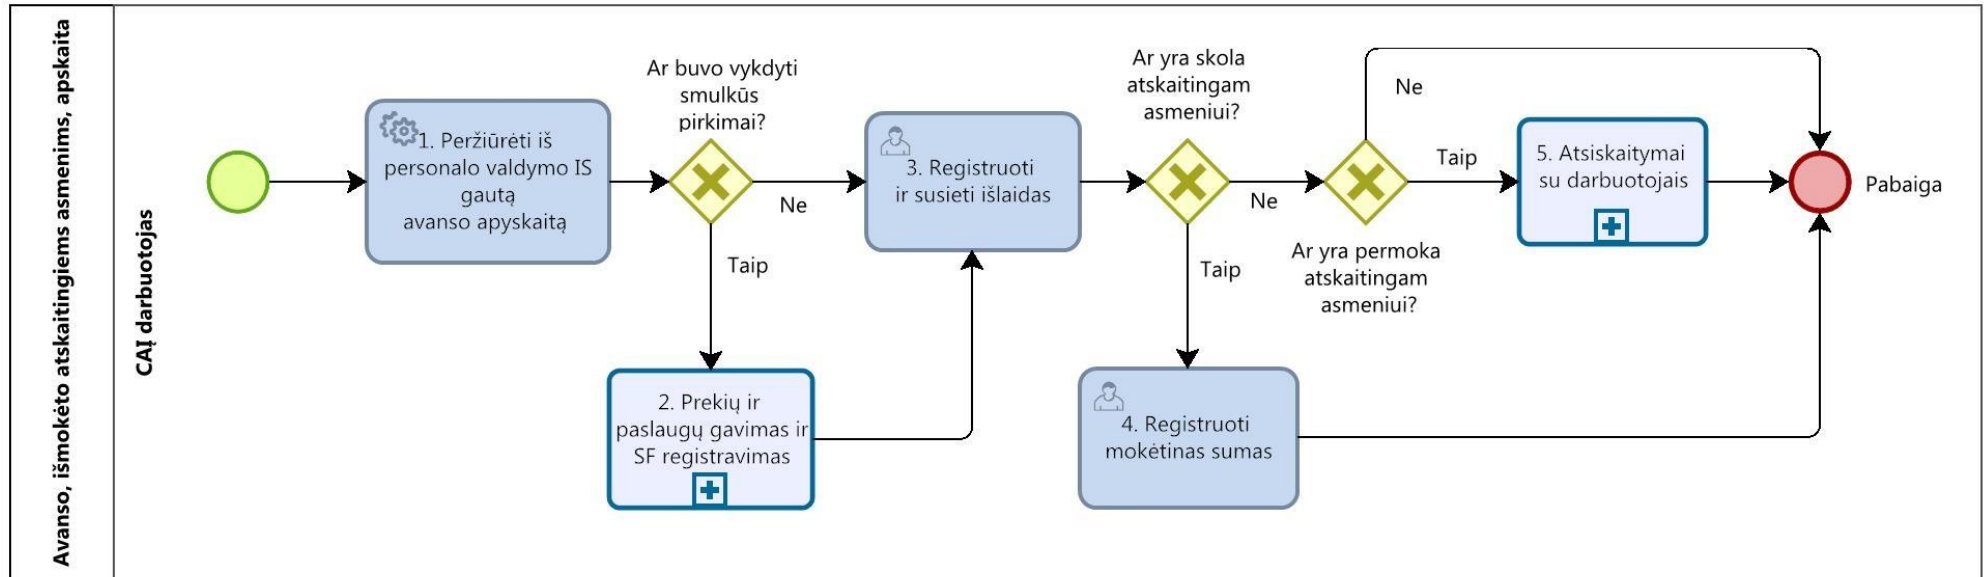 Avanso, išmokėto atskaitingiems asmenims, apskaita
CAĮ darbuotojas
1. Peržiūrėti iš
personalo valdymo IS
gautą
avanso apyskaitą
Ar buvo vykdyti
smulkūs
pirkimai?
Ne
Taip
2. Prekių ir
paslaugų gavimas ir
SF registravimas
3. Registruoti
ir susieti išlaidas
Ar yra skola
atskaitingam
asmeniui?
Ne
Taip
4. Registruoti
mokėtinas sumas
Ar yra permoka
atskaitingam
asmeniui?
Ne
Taip
5. Atsiskaitymai
su darbuotojais
Pabaiga